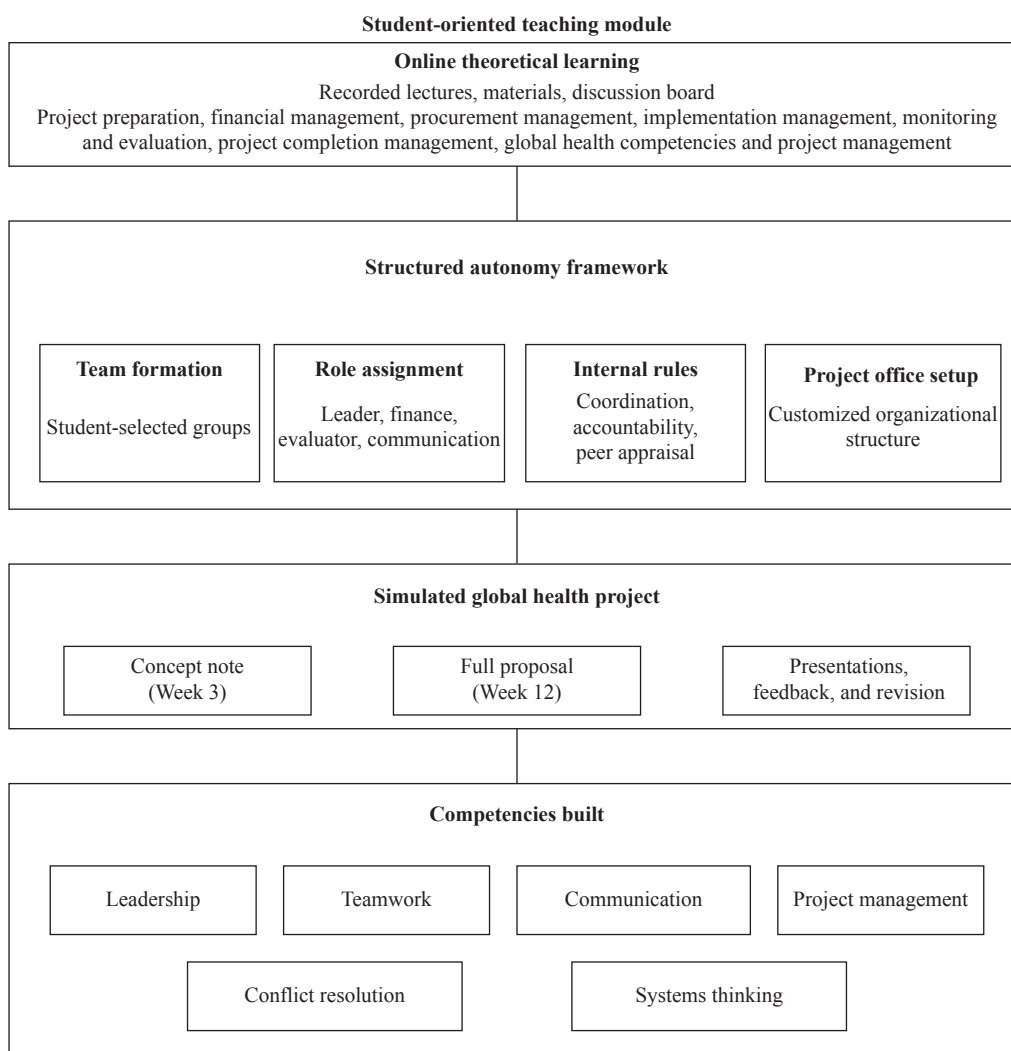 Student-oriented teaching module
Online theoretical learning
Recorded lectures, materials, discussion board
Project preparation, financial management, procurement management, implementation management, monitoring
and evaluation, project completion management, global health competencies and project management
Structured autonomy framework
Team formation
Student-selected groups
Role assignment
Leader, finance,
evaluator, communication
Internal rules
Coordination,
accountability,
peer appraisal
Project office setup
Customized organizational
structure
Simulated global health project
Concept note
(Week 3)
Full proposal
(Week 12)
Presentations,
feedback, and revision
Competencies built
Leadership
Teamwork
Communication
Project management
Conflict resolution
Systems thinking